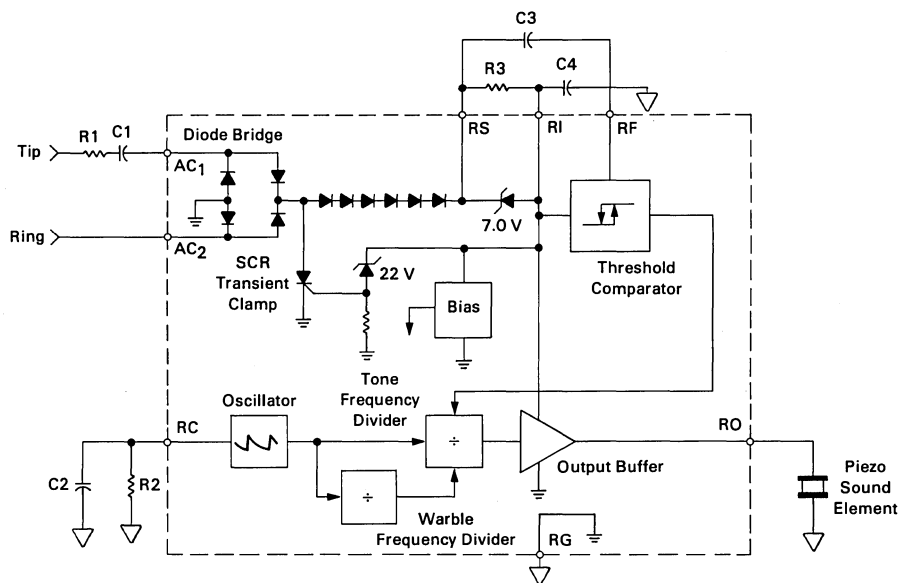 C3
R3
C4
RS
RI
RF
Diode Bridge
R1
C1
Tip
AC1
Ring
AC2
7.0 V
SCR
Transient
Clamp
22 V
Bias
Threshold
Comparator
Tone
Frequency
Divider
Oscillator
RC
÷
RO
Output Buffer
C2
R2
÷
Warble
Frequency Divider
RG
Piezo
Sound
Element